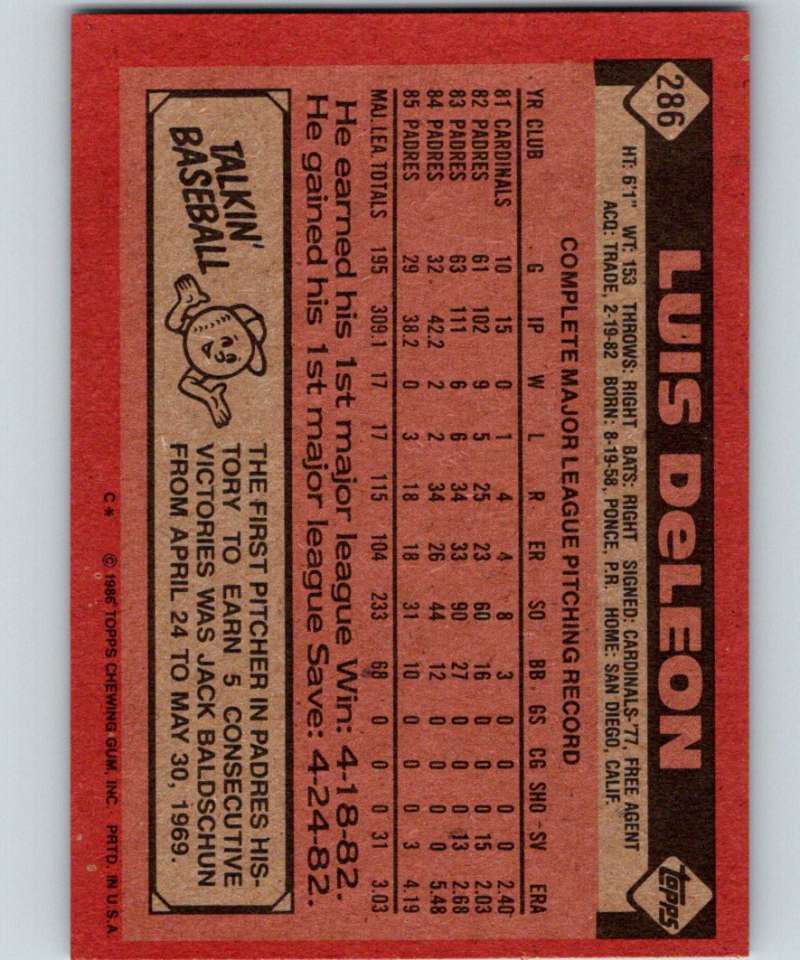 286
LUIS DeLEON
topps
HT: 6'1" WT: 153 THROWS: RIGHT BATS: RIGHT SIGNED: CARDINALS-'77, FREE AGENT
ACQ: TRADE, 2-19-82 BORN: 8-19-58, PONCE, P.R. HOME: SAN DIEGO, CALIF.
COMPLETE MAJOR LEAGUE PITCHING RECORD
YR CLUB G IP W L R ER SO BB GS CG SHO SV ERA
81 CARDINALS 10 15 0 1 4 4 8 3 0 0 0 0 2.40
82 PADRES 61 102 9 5 25 23 60 16 0 0 0 15 2.03
83 PADRES 63 111 6 6 34 33 90 27 0 0 0 13 2.68
84 PADRES 32 42.2 2 2 34 26 44 12 0 0 0 0 5.48
85 PADRES 29 38.2 0 3 18 18 31 10 0 0 0 3 4.19
MAJ.LEA. TOTALS 195 309.1 17 17 115 104 233 68 0 0 0 31 3.03
He earned his 1st major league Win: 4-18-82.
He gained his 1st major league Save: 4-24-82.
TALKIN'
BASEBALL
THE FIRST PITCHER IN PADRES HIS-
TORY TO EARN 5 CONSECUTIVE
VICTORIES WAS JACK BALDSCHUN
FROM APRIL 24 TO MAY 30, 1969.
C* © 1986 TOPPS CHEWING GUM, INC. PRTD. IN U.S.A.